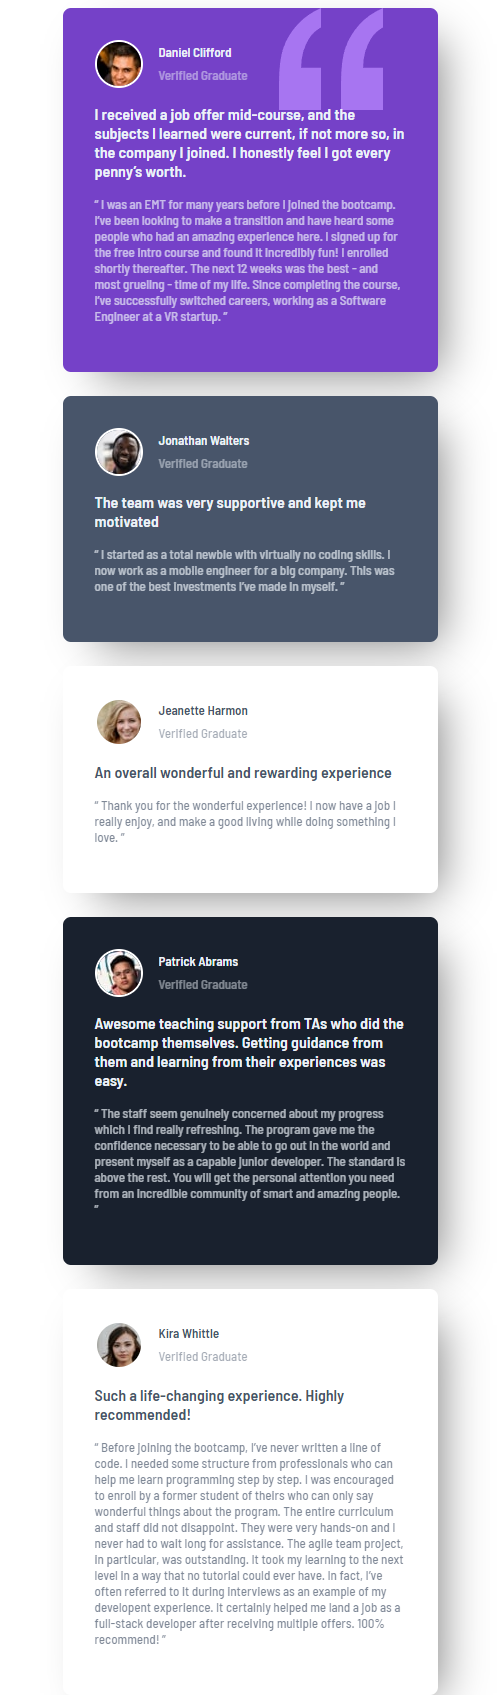 Daniel Clifford
Verified Graduate
I received a job offer mid-course, and the
subjects I learned were current, if not more so, in
the company I joined. I honestly feel I got every
penny's worth.
“ I was an EMT for many years before I joined the bootcamp.
I've been looking to make a transition and have heard some
people who had an amazing experience here. I signed up for
the free intro course and found it incredibly fun! I enrolled
shortly thereafter. The next 12 weeks was the best - and
most grueling - time of my life. Since completing the course,
I've successfully switched careers, working as a Software
Engineer at a VR startup. ”
Jonathan Walters
Verified Graduate
The team was very supportive and kept me
motivated
“ I started as a total newbie with virtually no coding skills. I
now work as a mobile engineer for a big company. This was
one of the best investments I've made in myself. ”
Jeanette Harmon
Verified Graduate
An overall wonderful and rewarding experience
“ Thank you for the wonderful experience! I now have a job I
really enjoy, and make a good living while doing something I
love. ”
Patrick Abrams
Verified Graduate
Awesome teaching support from TAs who did the
bootcamp themselves. Getting guidance from
them and learning from their experiences was
easy.
“ The staff seem genuinely concerned about my progress
which I find really refreshing. The program gave me the
confidence necessary to be able to go out in the world and
present myself as a capable junior developer. The standard is
above the rest. You will get the personal attention you need
from an incredible community of smart and amazing people.
”
Kira Whittle
Verified Graduate
Such a life-changing experience. Highly
recommended!
“ Before joining the bootcamp, I've never written a line of
code. I needed some structure from professionals who can
help me learn programming step by step. I was encouraged
to enroll by a former student of theirs who can only say
wonderful things about the program. The entire curriculum
and staff did not disappoint. They were very hands-on and I
never had to wait long for assistance. The agile team project,
in particular, was outstanding. It took my learning to the next
level in a way that no tutorial could ever have. In fact, I've
often referred to it during interviews as an example of my
developent experience. It certainly helped me land a job as a
full-stack developer after receiving multiple offers. 100%
recommend! ”